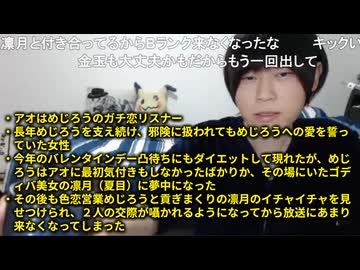 凛月と付き合ってるからBランク来なくなったな
キックい
金玉も大丈夫かもだからもう一回出して
・アオはめじろうのガチ恋リスナー
・長年めじろうを支え続け、邪険に扱われてもめじろうへの愛を誓っていた女性
・今年のバレンタインデー凸待ちにもダイエットして現れたが、めじろうはアオに最初気付きもしなかったばかりか、その場にいたゴディバ美女の凛月（夏目）に夢中になった
・その後も色恋営業めじろうと貢ぎまくりの凛月のイチャイチャを見せつけられ、２人の交際が囁かれるようになってから放送にあまり来なくなってしまった